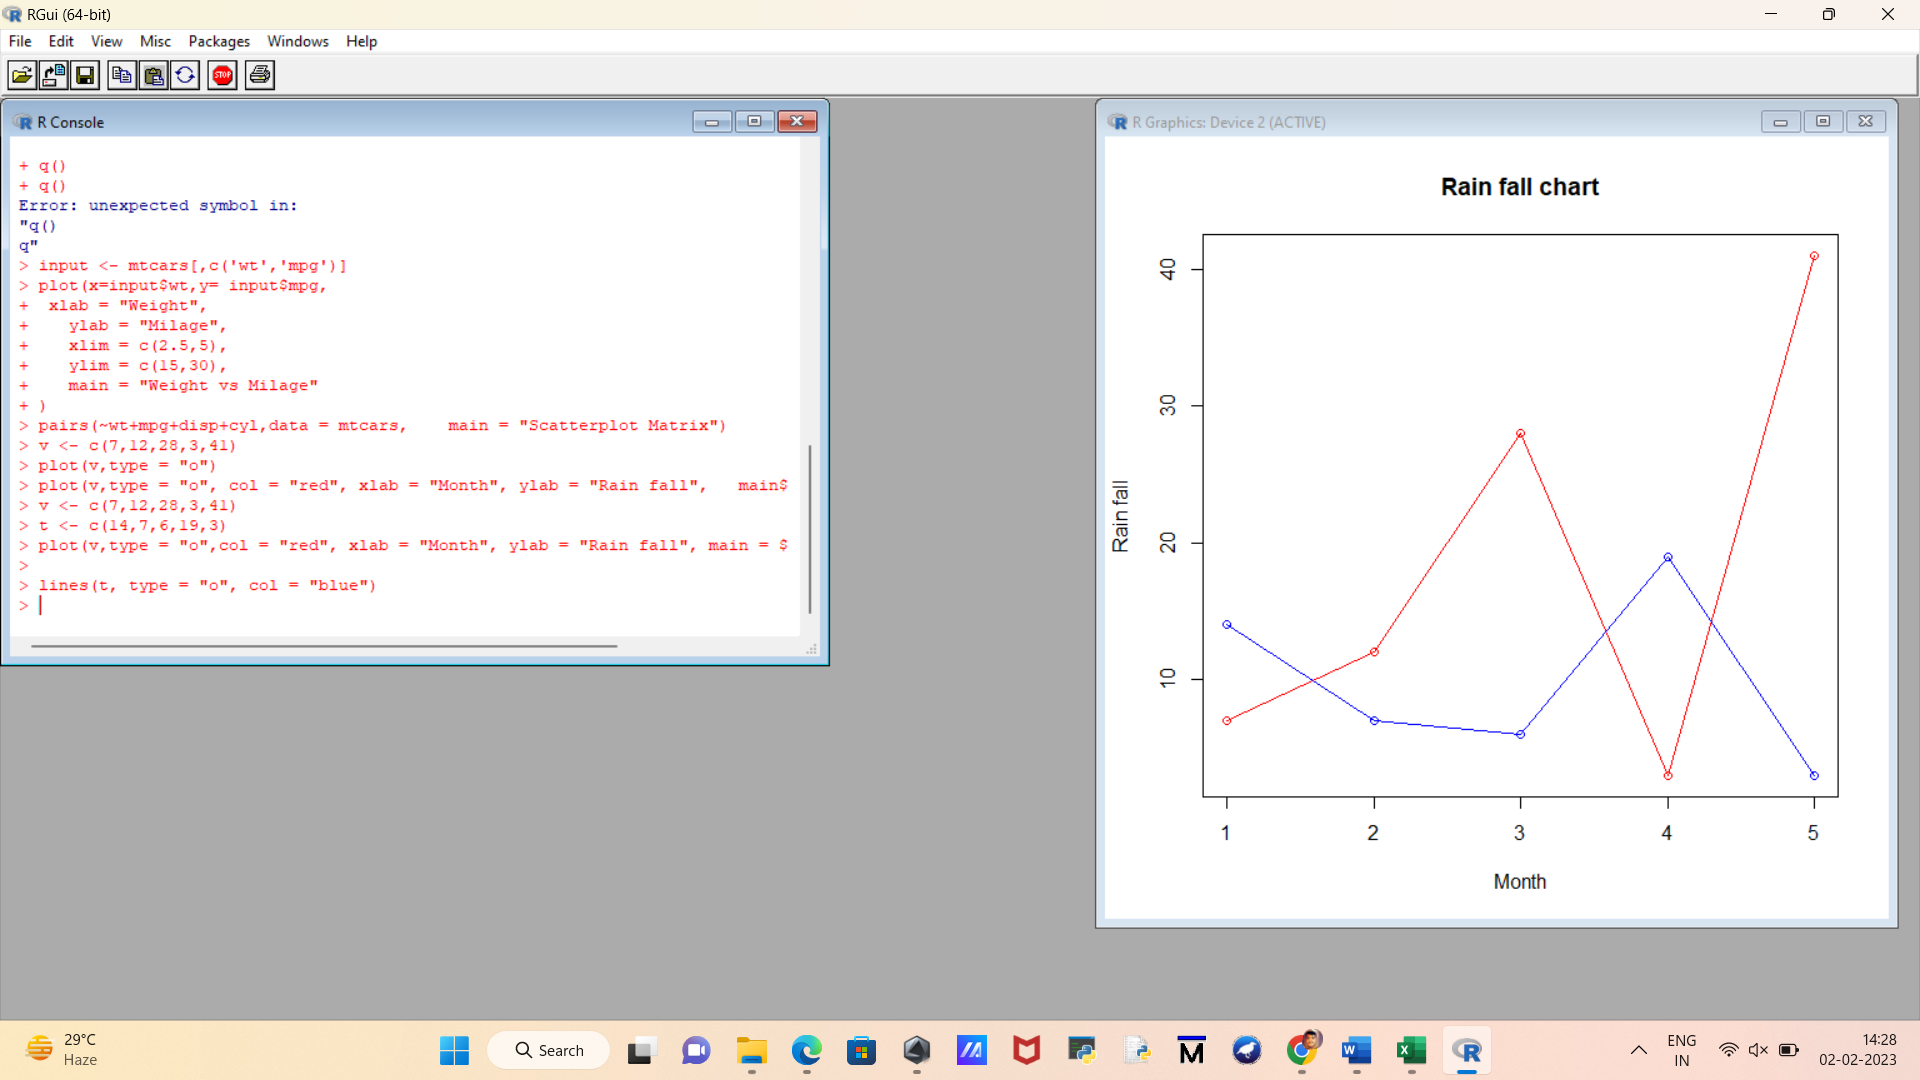 RGui (64-bit)
File Edit View Misc Packages Windows Help
STOP
R Console
+ q()
+ q()
Error: unexpected symbol in:
"q()
q"
> input <- mtcars[,c('wt','mpg')]
> plot(x=input$wt,y= input$mpg,
+  xlab = "Weight",
+    ylab = "Milage",
+    xlim = c(2.5,5),
+    ylim = c(15,30),
+    main = "Weight vs Milage"
+ )
> pairs(~wt+mpg+disp+cyl,data = mtcars,    main = "Scatterplot Matrix")
> v <- c(7,12,28,3,41)
> plot(v,type = "o")
> plot(v,type = "o", col = "red", xlab = "Month", ylab = "Rain fall",   main$
> v <- c(7,12,28,3,41)
> t <- c(14,7,6,19,3)
> plot(v,type = "o",col = "red", xlab = "Month", ylab = "Rain fall", main = $
>
> lines(t, type = "o", col = "blue")
>
R Graphics: Device 2 (ACTIVE)
Rain fall chart
40
30
20
10
Rain fall
1 2 3 4 5
Month
29°C
Haze
Search
ENG
IN
14:28
02-02-2023